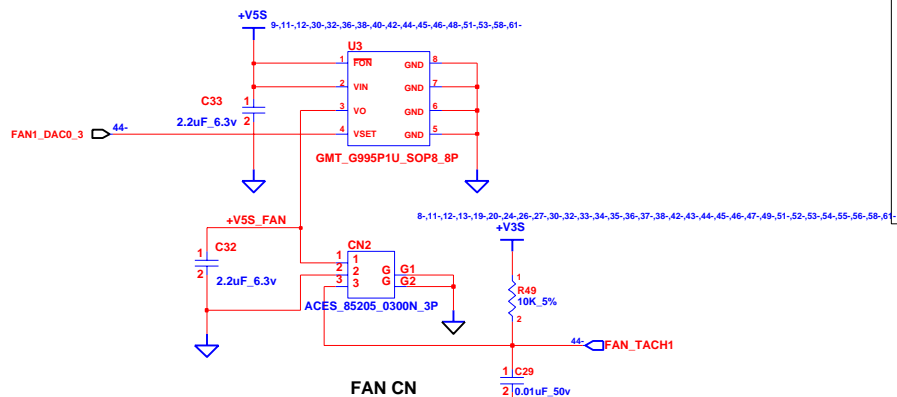 +V5S
9-,11-,12-,30-,32-,36-,38-,40-,42-,44-,45-,46-,48-,51-,53-,58-,61-
U3
1 FON GND 8
2 VIN GND 7
3 VO GND 6
4 VSET GND 5
GMT_G995P1U_SOP8_8P
C33
1
2
2.2uF_6.3v
FAN1_DAC0_3 44-
+V5S_FAN
C32
1
2
2.2uF_6.3v
CN2
1 1
2 2 G G1
3 3 G G2
ACES_85205_0300N_3P
8-,11-,12-,13-,19-,20-,24-,26-,27-,30-,32-,33-,34-,35-,36-,37-,38-,42-,43-,44-,45-,46-,47-,49-,51-,52-,53-,54-,55-,56-,58-,61-
+V3S
1
R49
10K_5%
2
44- FAN_TACH1
C29
1
2
0.01uF_50v
FAN CN